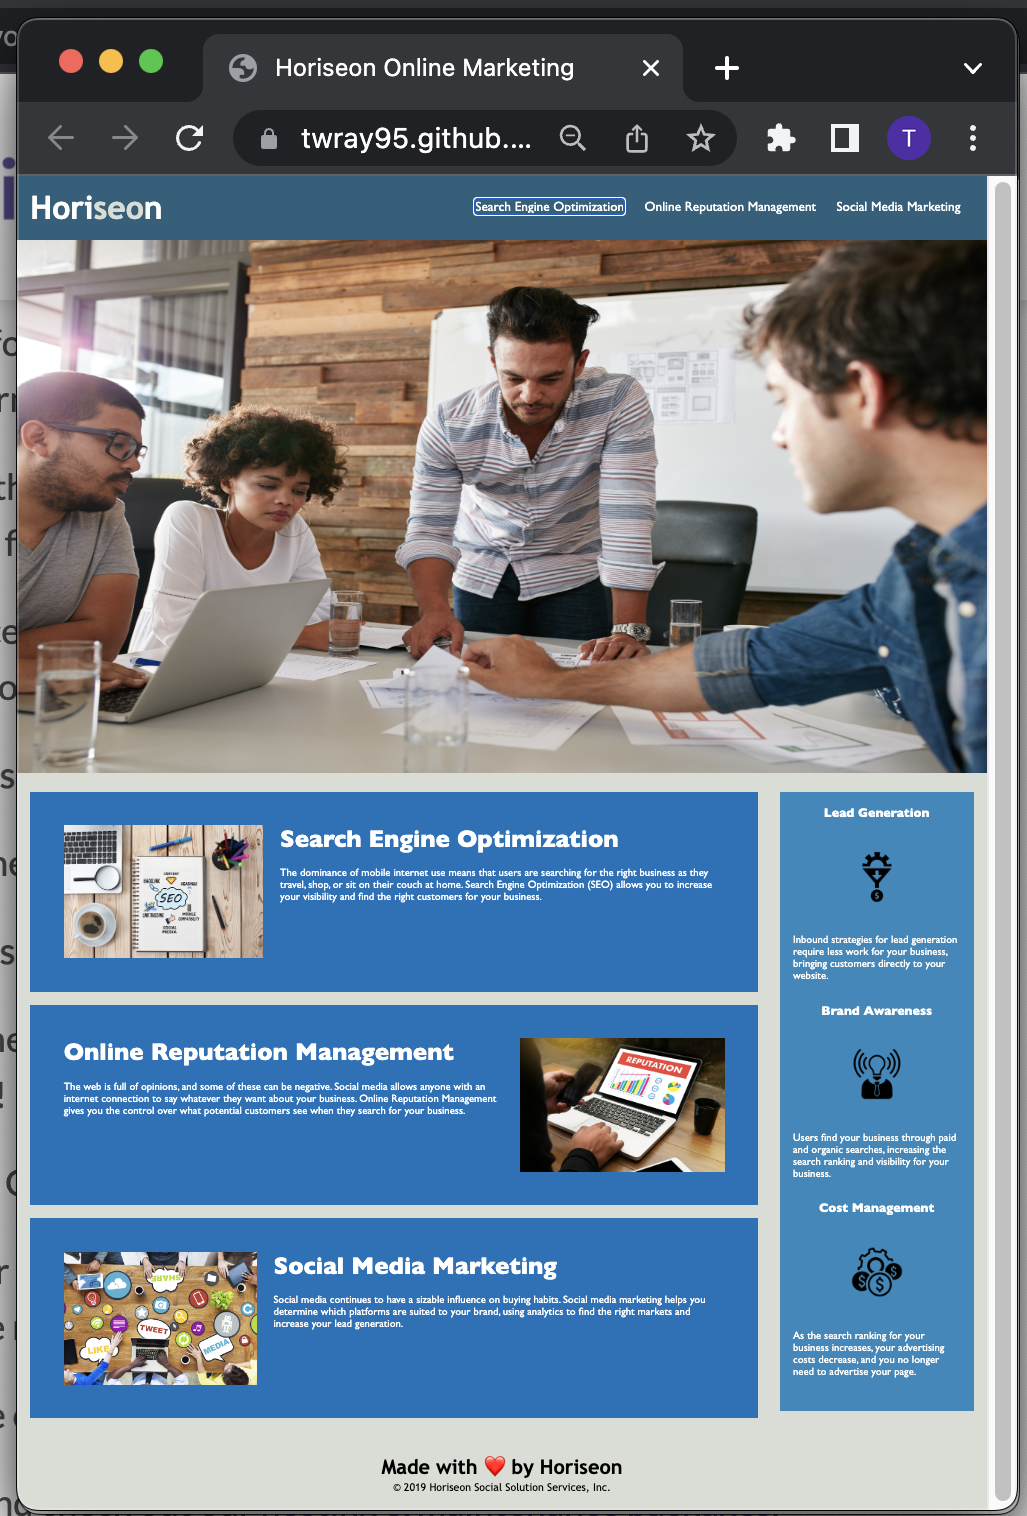 Horiseon Online Marketing
twray95.github....
T
Horiseon
Search Engine Optimization
Online Reputation Management
Social Media Marketing
SEO
Search Engine Optimization
The dominance of mobile internet use means that users are searching for the right business as they
travel, shop, or sit on their couch at home. Search Engine Optimization (SEO) allows you to increase
your visibility and find the right customers for your business.
Online Reputation Management
The web is full of opinions, and some of these can be negative. Social media allows anyone with an
internet connection to say whatever they want about your business. Online Reputation Management
gives you the control over what potential customers see when they search for your business.
REPUTATION
SHARE
TWEET
LIKE
MEDIA
Social Media Marketing
Social media continues to have a sizable influence on buying habits. Social media marketing helps you
determine which platforms are suited to your brand, using analytics to find the right markets and
increase your lead generation.
Lead Generation
Inbound strategies for lead generation
require less work for your business,
bringing customers directly to your
website.
Brand Awareness
Users find your business through paid
and organic searches, increasing the
search ranking and visibility for your
business.
Cost Management
As the search ranking for your
business increases, your advertising
costs decrease, and you no longer
need to advertise your page.
Made with ❤️ by Horiseon
© 2019 Horiseon Social Solution Services, Inc.